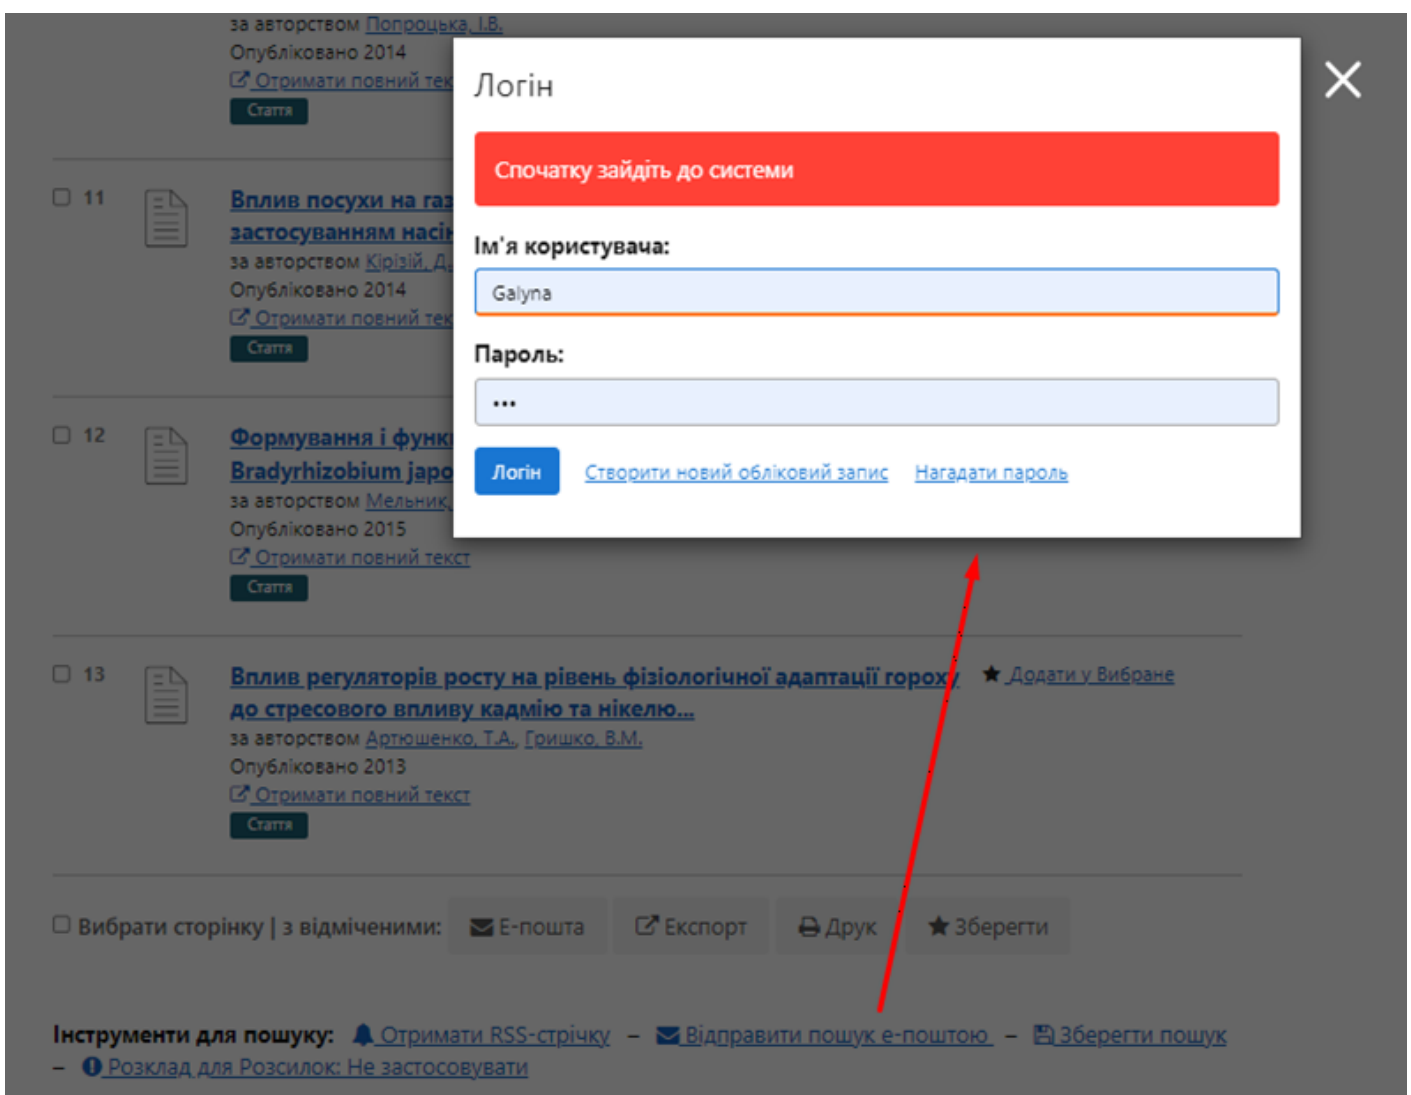 за авторством Попроцька, І.В.
Опубліковано 2014
Отримати повний тек
Стаття
Логін
Спочатку зайдіть до системи
Ім'я користувача:
Galyna
Пароль:
•••
Логін Створити новий обліковий запис Нагадати пароль
11
Вплив посухи на газ
застосуванням насін
за авторством Кірізій, Д.
Опубліковано 2014
Отримати повний тек
Стаття
12
Формування і функ
Bradyrhizobium japo
за авторством Мельник,
Опубліковано 2015
Отримати повний текст
Стаття
13
Вплив регуляторів росту на рівень фізіологічної адаптації гороху Додати у Вибране
до стресового впливу кадмію та нікелю...
за авторством Артюшенко, Т.А., Гришко, В.М.
Опубліковано 2013
Отримати повний текст
Стаття
Вибрати сторінку | з відміченими: Е-пошта Експорт Друк Зберегти
Інструменти для пошуку: Отримати RSS-стрічку – Відправити пошук е-поштою – Зберегти пошук
– Розклад для Розсилок: Не застосовувати